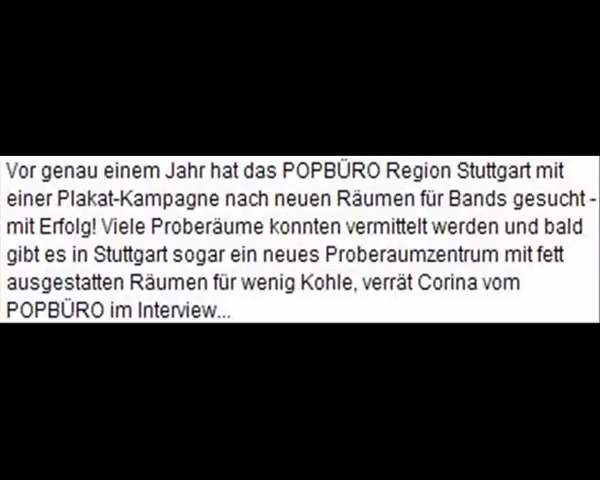 Vor genau einem Jahr hat das POPBÜRO Region Stuttgart mit
einer Plakat-Kampagne nach neuen Räumen für Bands gesucht -
mit Erfolg! Viele Proberäume konnten vermittelt werden und bald
gibt es in Stuttgart sogar ein neues Proberaumzentrum mit fett
ausgestatten Räumen für wenig Kohle, verrät Corina vom
POPBÜRO im Interview...